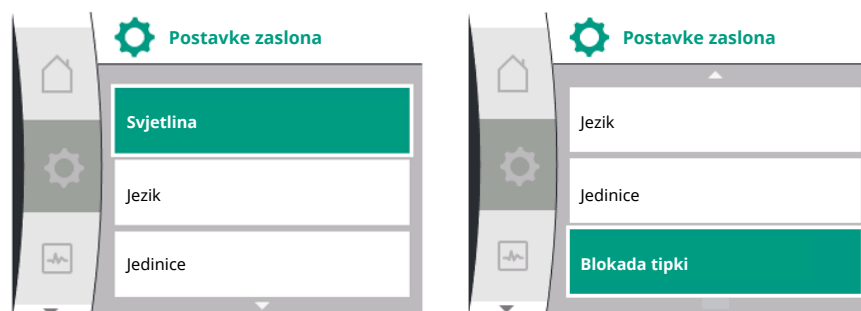 Postavke zaslona
Svjetlina
Jezik
Jedinice
Postavke zaslona
Jezik
Jedinice
Blokada tipki